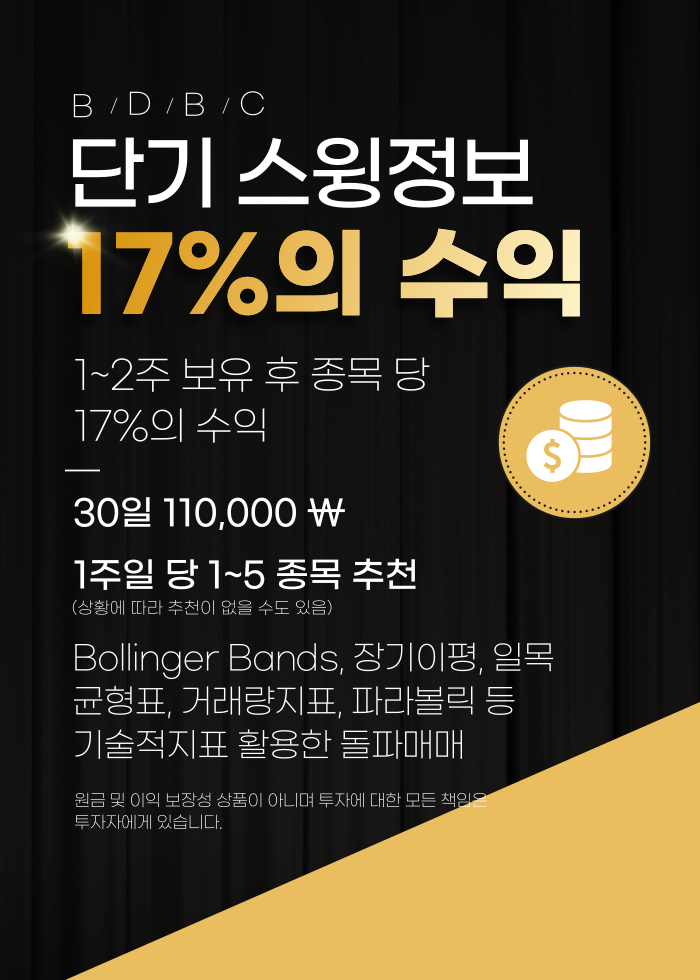 B / D / B / C
단기 스윙정보
17%의 수익
1~2주 보유 후 종목 당
17%의 수익
30일 110,000 ₩
1주일 당 1~5 종목 추천
(상황에 따라 추천이 없을 수도 있음)
Bollinger Bands, 장기이평, 일목
균형표, 거래량지표, 파라볼릭 등
기술적지표 활용한 돌파매매
원금 및 이익 보장성 상품이 아니며 투자에 대한 모든 책임은
투자자에게 있습니다.
$